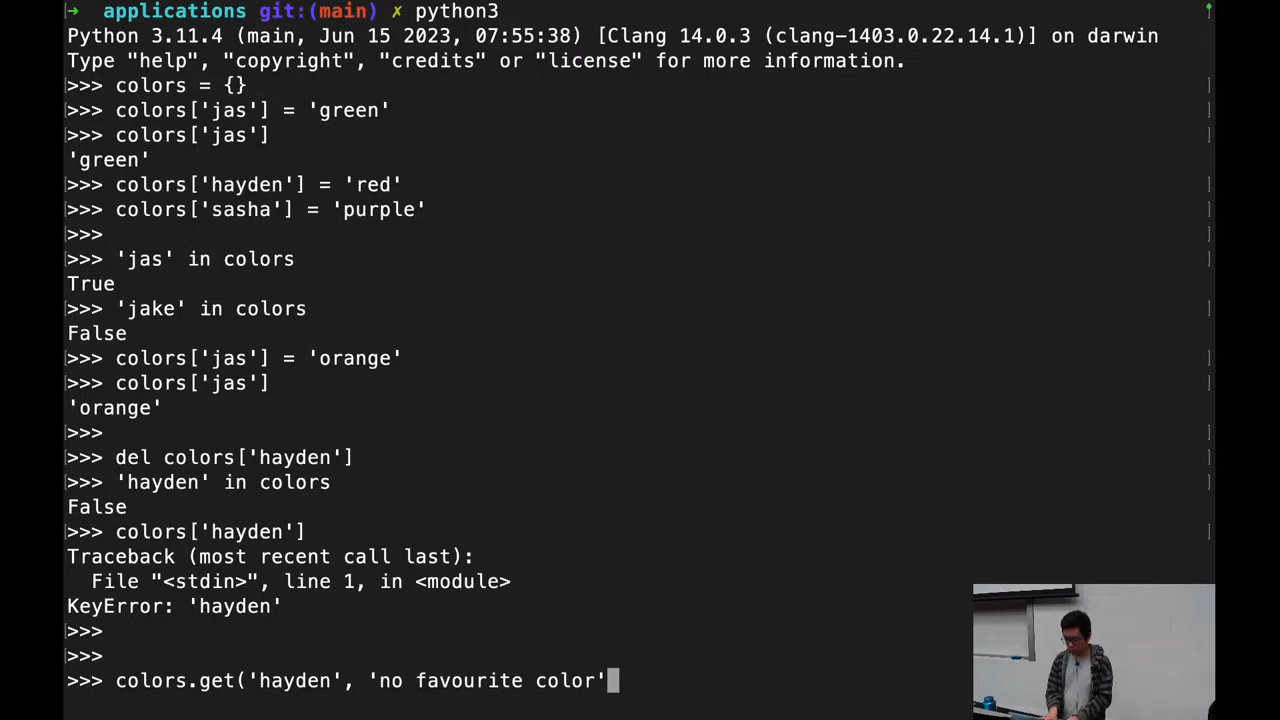 → applications git:(main) ✗ python3
Python 3.11.4 (main, Jun 15 2023, 07:55:38) [Clang 14.0.3 (clang-1403.0.22.14.1)] on darwin
Type "help", "copyright", "credits" or "license" for more information.
>>> colors = {}
>>> colors['jas'] = 'green'
>>> colors['jas']
'green'
>>> colors['hayden'] = 'red'
>>> colors['sasha'] = 'purple'
>>>
>>> 'jas' in colors
True
>>> 'jake' in colors
False
>>> colors['jas'] = 'orange'
>>> colors['jas']
'orange'
>>>
>>> del colors['hayden']
>>> 'hayden' in colors
False
>>> colors['hayden']
Traceback (most recent call last):
  File "<stdin>", line 1, in <module>
KeyError: 'hayden'
>>>
>>>
>>> colors.get('hayden', 'no favourite color'